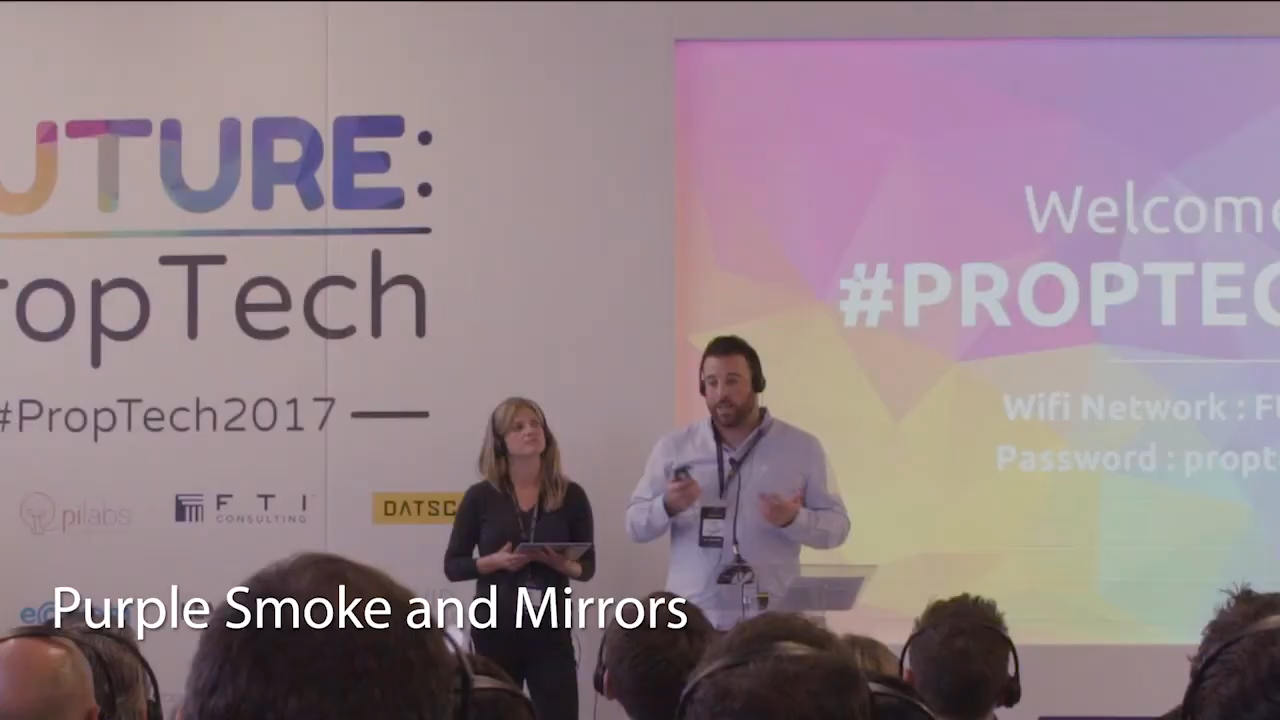 UTURE:
ropTech
#PropTech2017
pilabs
FTI
CONSULTING
DATSC
Welcome
#PROPTEC
Wifi Network : F
Password : propt
Purple Smoke and Mirrors